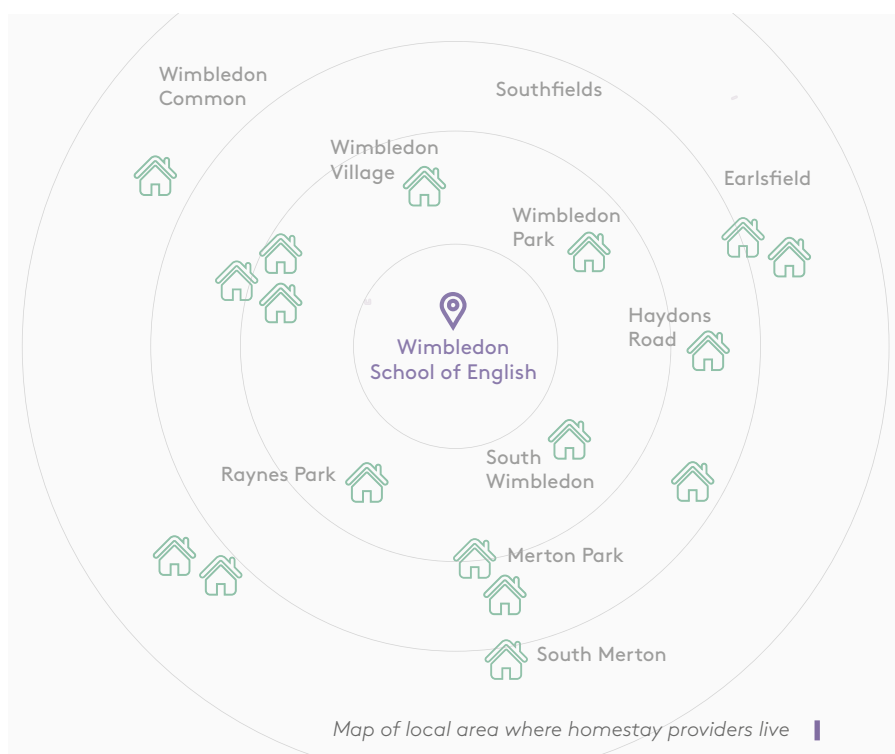 Wimbledon
Common
Southfields
Wimbledon
Village
Earlsfield
Wimbledon
Park
Haydons
Road
Wimbledon
School of English
South
Wimbledon
Raynes Park
Merton Park
South Merton
Map of local area where homestay providers live